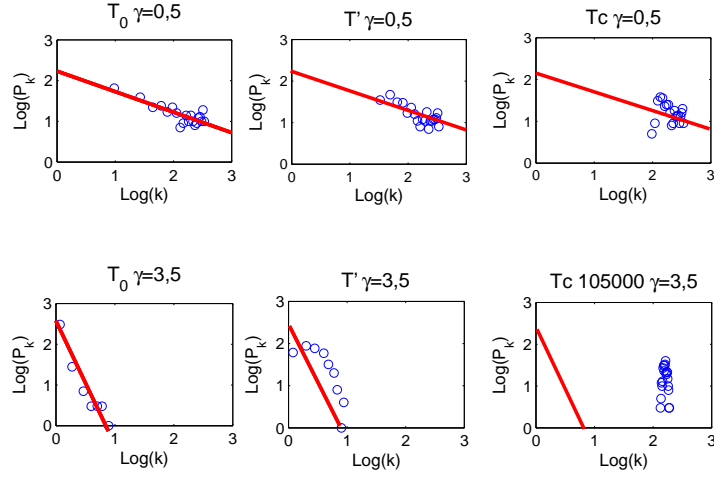 T0 γ=0,5
T' γ=0,5
Tc γ=0,5
Log(Pk)
3
2
1
0
0 1 2 3
Log(k)
Log(Pk)
3
2
1
0
0 1 2 3
Log(k)
Log(Pk)
3
2
1
0
0 1 2 3
Log(k)
T0 γ=3,5
T' γ=3,5
Tc 105000 γ=3,5
Log(Pk)
3
2
1
0
0 1 2 3
Log(k)
Log(Pk)
3
2
1
0
0 1 2 3
Log(k)
Log(Pk)
3
2
1
0
0 1 2 3
Log(k)